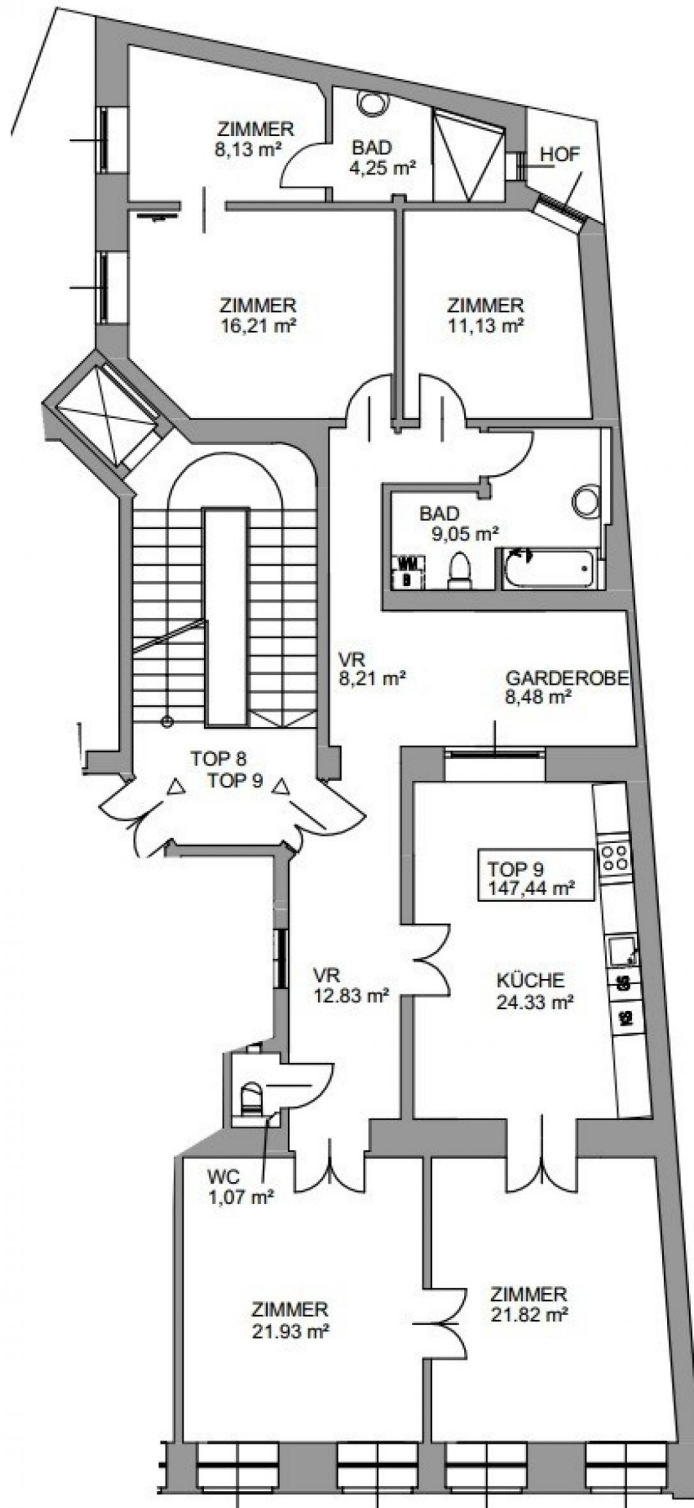 ZIMMER
8,13 m²
BAD
4,25 m²
HOF
ZIMMER
16,21 m²
ZIMMER
11,13 m²
BAD
9,05 m²
WM
B
VR
8,21 m²
GARDEROBE
8,48 m²
TOP 8
TOP 9
TOP 9
147,44 m²
VR
12.83 m²
KÜCHE
24.33 m²
GS
KS
WC
1,07 m²
ZIMMER
21.93 m²
ZIMMER
21.82 m²